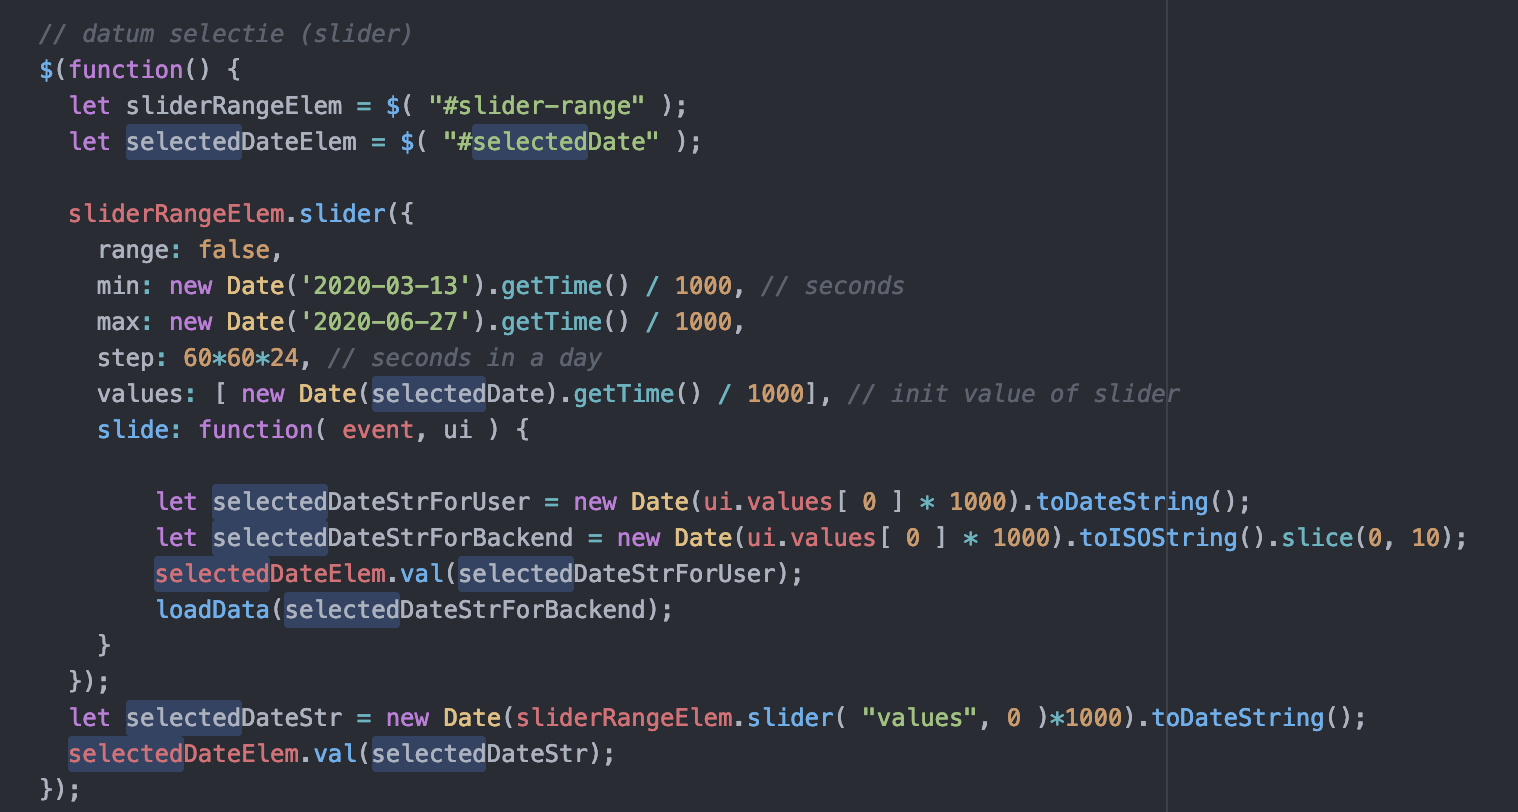 // datum selectie (slider)
$(function() {
  let sliderRangeElem = $( "#slider-range" );
  let selectedDateElem = $( "#selectedDate" );

  sliderRangeElem.slider({
    range: false,
    min: new Date('2020-03-13').getTime() / 1000, // seconds
    max: new Date('2020-06-27').getTime() / 1000,
    step: 60*60*24, // seconds in a day
    values: [ new Date(selectedDate).getTime() / 1000], // init value of slider
    slide: function( event, ui ) {

        let selectedDateStrForUser = new Date(ui.values[ 0 ] * 1000).toDateString();
        let selectedDateStrForBackend = new Date(ui.values[ 0 ] * 1000).toISOString().slice(0, 10);
        selectedDateElem.val(selectedDateStrForUser);
        loadData(selectedDateStrForBackend);
    }
  });
  let selectedDateStr = new Date(sliderRangeElem.slider( "values", 0 )*1000).toDateString();
  selectedDateElem.val(selectedDateStr);
});